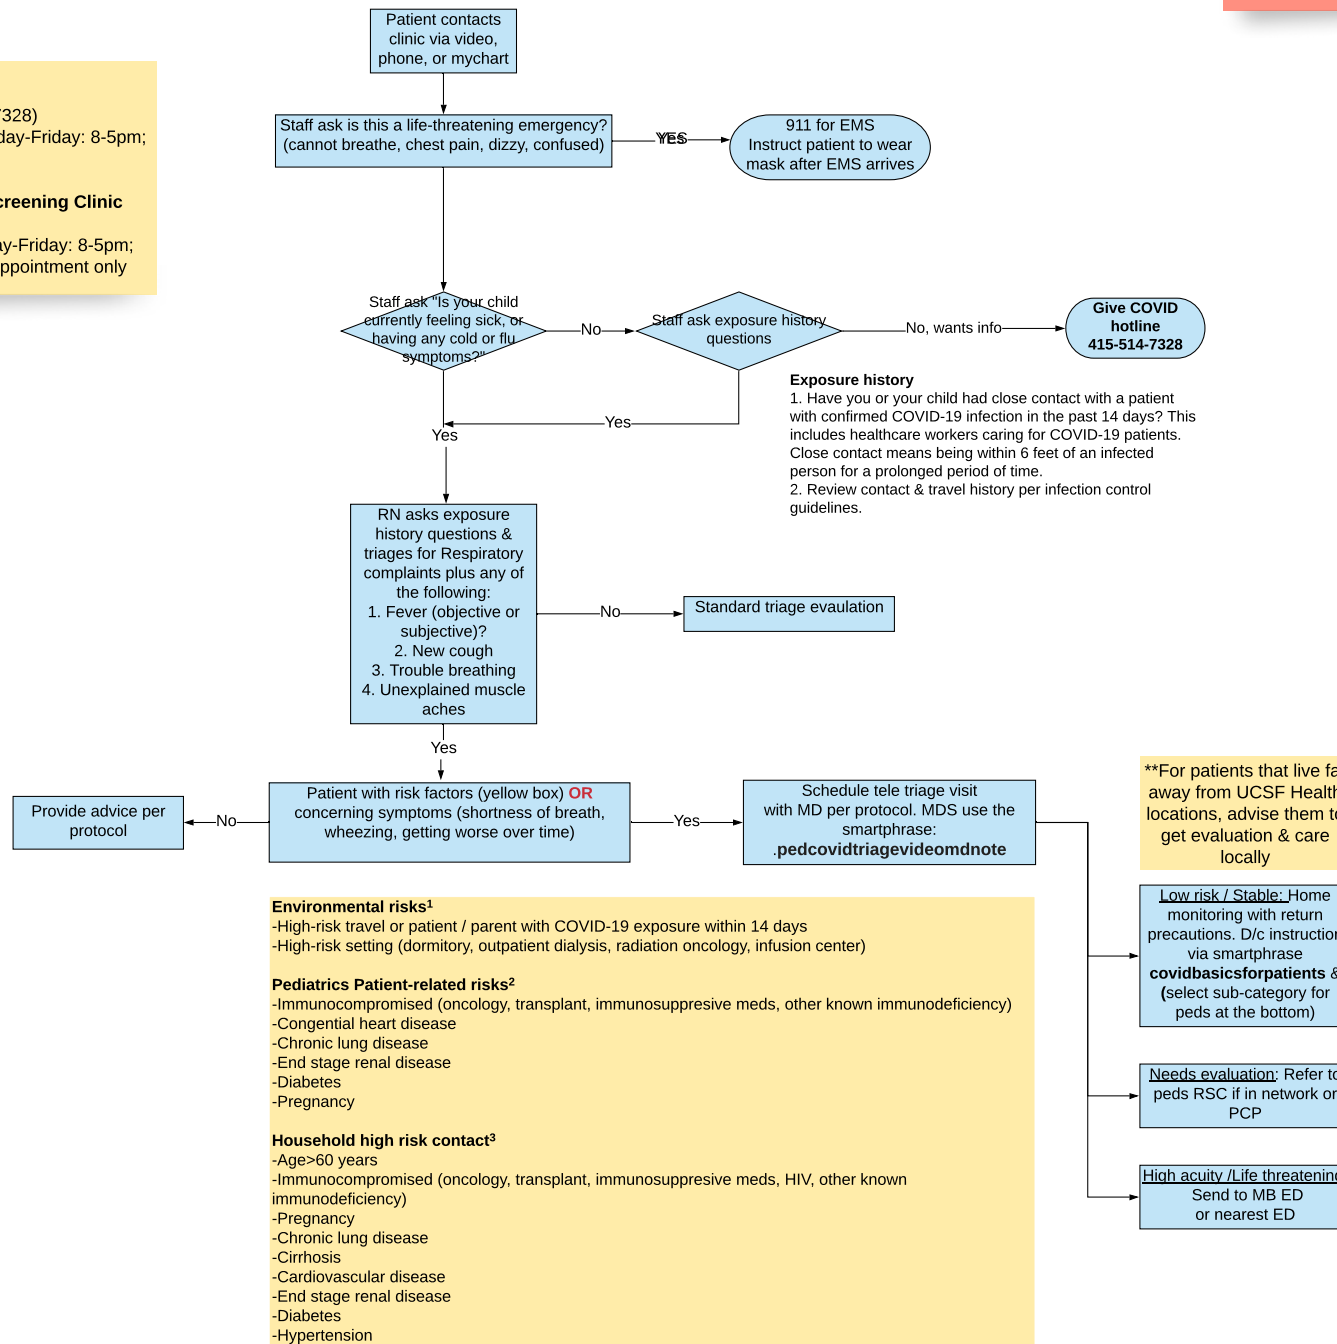 Patient contacts
clinic via video,
phone, or mychart
7328)
day-Friday: 8-5pm;
creening Clinic
ay-Friday: 8-5pm;
ppointment only
Staff ask is this a life-threatening emergency?
(cannot breathe, chest pain, dizzy, confused)
YES
Yes
911 for EMS
Instruct patient to wear
mask after EMS arrives
Staff ask "Is your child
currently feeling sick, or
having any cold or flu
symptoms?"
No
Staff ask exposure history
questions
No, wants info
Give COVID
hotline
415-514-7328
Exposure history
1. Have you or your child had close contact with a patient
with confirmed COVID-19 infection in the past 14 days? This
includes healthcare workers caring for COVID-19 patients.
Close contact means being within 6 feet of an infected
person for a prolonged period of time.
2. Review contact & travel history per infection control
guidelines.
Yes
Yes
RN asks exposure
history questions &
triages for Respiratory
complaints plus any of
the following:
1. Fever (objective or
subjective)?
2. New cough
3. Trouble breathing
4. Unexplained muscle
aches
No
Standard triage evaulation
Yes
Provide advice per
protocol
No
Patient with risk factors (yellow box) OR
concerning symptoms (shortness of breath,
wheezing, getting worse over time)
Yes
Schedule tele triage visit
with MD per protocol. MDS use the
smartphrase:
.pedcovidtriagevideomdnote
**For patients that live fa
away from UCSF Health
locations, advise them to
get evaluation & care
locally
Low risk / Stable: Home
monitoring with return
precautions. D/c instruction
via smartphrase
covidbasicsforpatients &
(select sub-category for
peds at the bottom)
Needs evaluation: Refer to
peds RSC if in network or
PCP
High acuity /Life threatening
Send to MB ED
or nearest ED
Environmental risks¹
-High-risk travel or patient / parent with COVID-19 exposure within 14 days
-High-risk setting (dormitory, outpatient dialysis, radiation oncology, infusion center)
Pediatrics Patient-related risks²
-Immunocompromised (oncology, transplant, immunosuppresive meds, other known immunodeficiency)
-Congential heart disease
-Chronic lung disease
-End stage renal disease
-Diabetes
-Pregnancy
Household high risk contact³
-Age>60 years
-Immunocompromised (oncology, transplant, immunosuppresive meds, HIV, other known
immunodeficiency)
-Pregnancy
-Chronic lung disease
-Cirrhosis
-Cardiovascular disease
-End stage renal disease
-Diabetes
-Hypertension